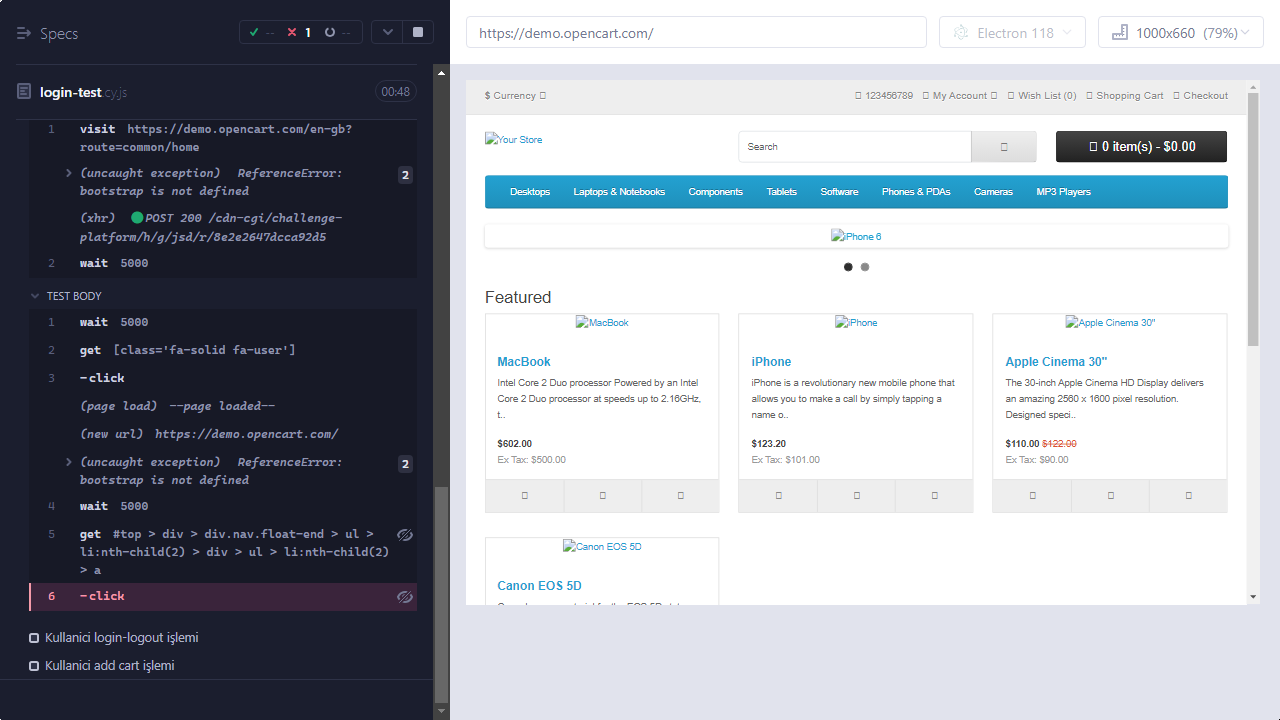 Specs
-- 1 --
login-test.cy.js 00:48
1 visit https://demo.opencart.com/en-gb?
route=common/home
(uncaught exception) ReferenceError: 2
bootstrap is not defined
(xhr) POST 200 /cdn-cgi/challenge-
platform/h/g/jsd/r/8e2e2647dcca92d5
2 wait 5000
TEST BODY
1 wait 5000
2 get [class='fa-solid fa-user']
3 -click
(page load) --page loaded--
(new url) https://demo.opencart.com/
(uncaught exception) ReferenceError: 2
bootstrap is not defined
4 wait 5000
5 get #top > div > div.nav.float-end > ul >
li:nth-child(2) > div > ul > li:nth-child(2)
> a
6 -click
Kullanici login-logout işlemi
Kullanici add cart işlemi
https://demo.opencart.com/
Electron 118
1000x660 (79%)
$ Currency
123456789 My Account Wish List (0) Shopping Cart Checkout
Your Store
Search
0 item(s) - $0.00
Desktops Laptops & Notebooks Components Tablets Software Phones & PDAs Cameras MP3 Players
iPhone 6
Featured
MacBook
MacBook
Intel Core 2 Duo processor Powered by an Intel
Core 2 Duo processor at speeds up to 2.16GHz,
t..
$602.00
Ex Tax: $500.00
iPhone
iPhone
iPhone is a revolutionary new mobile phone that
allows you to make a call by simply tapping a
name o..
$123.20
Ex Tax: $101.00
Apple Cinema 30"
Apple Cinema 30"
The 30-inch Apple Cinema HD Display delivers
an amazing 2560 x 1600 pixel resolution.
Designed speci..
$110.00 $122.00
Ex Tax: $90.00
Canon EOS 5D
Canon EOS 5D